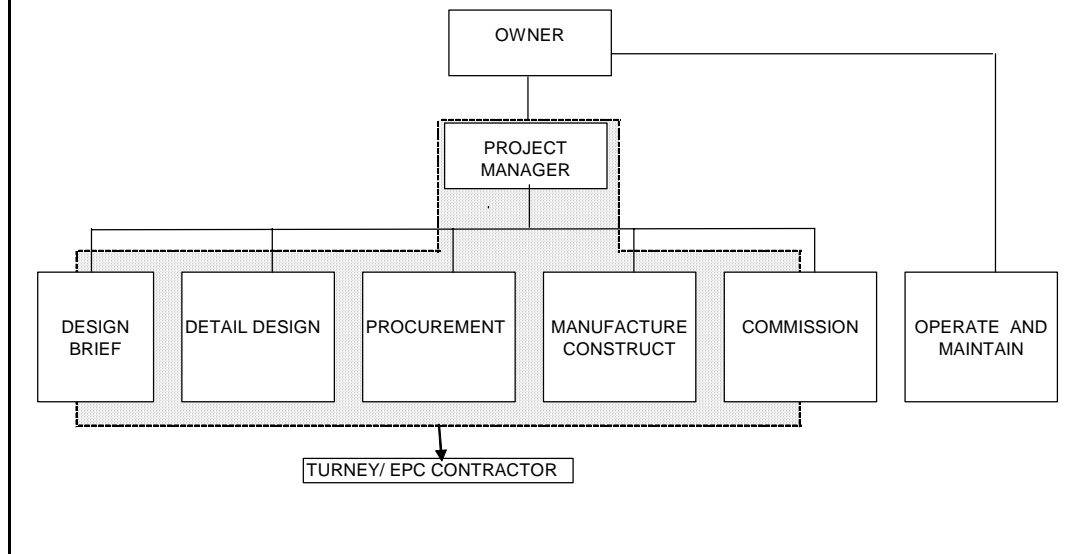 OWNER
PROJECT
MANAGER
DESIGN
BRIEF
DETAIL DESIGN
PROCUREMENT
MANUFACTURE
CONSTRUCT
COMMISSION
OPERATE AND
MAINTAIN
TURNEY/ EPC CONTRACTOR